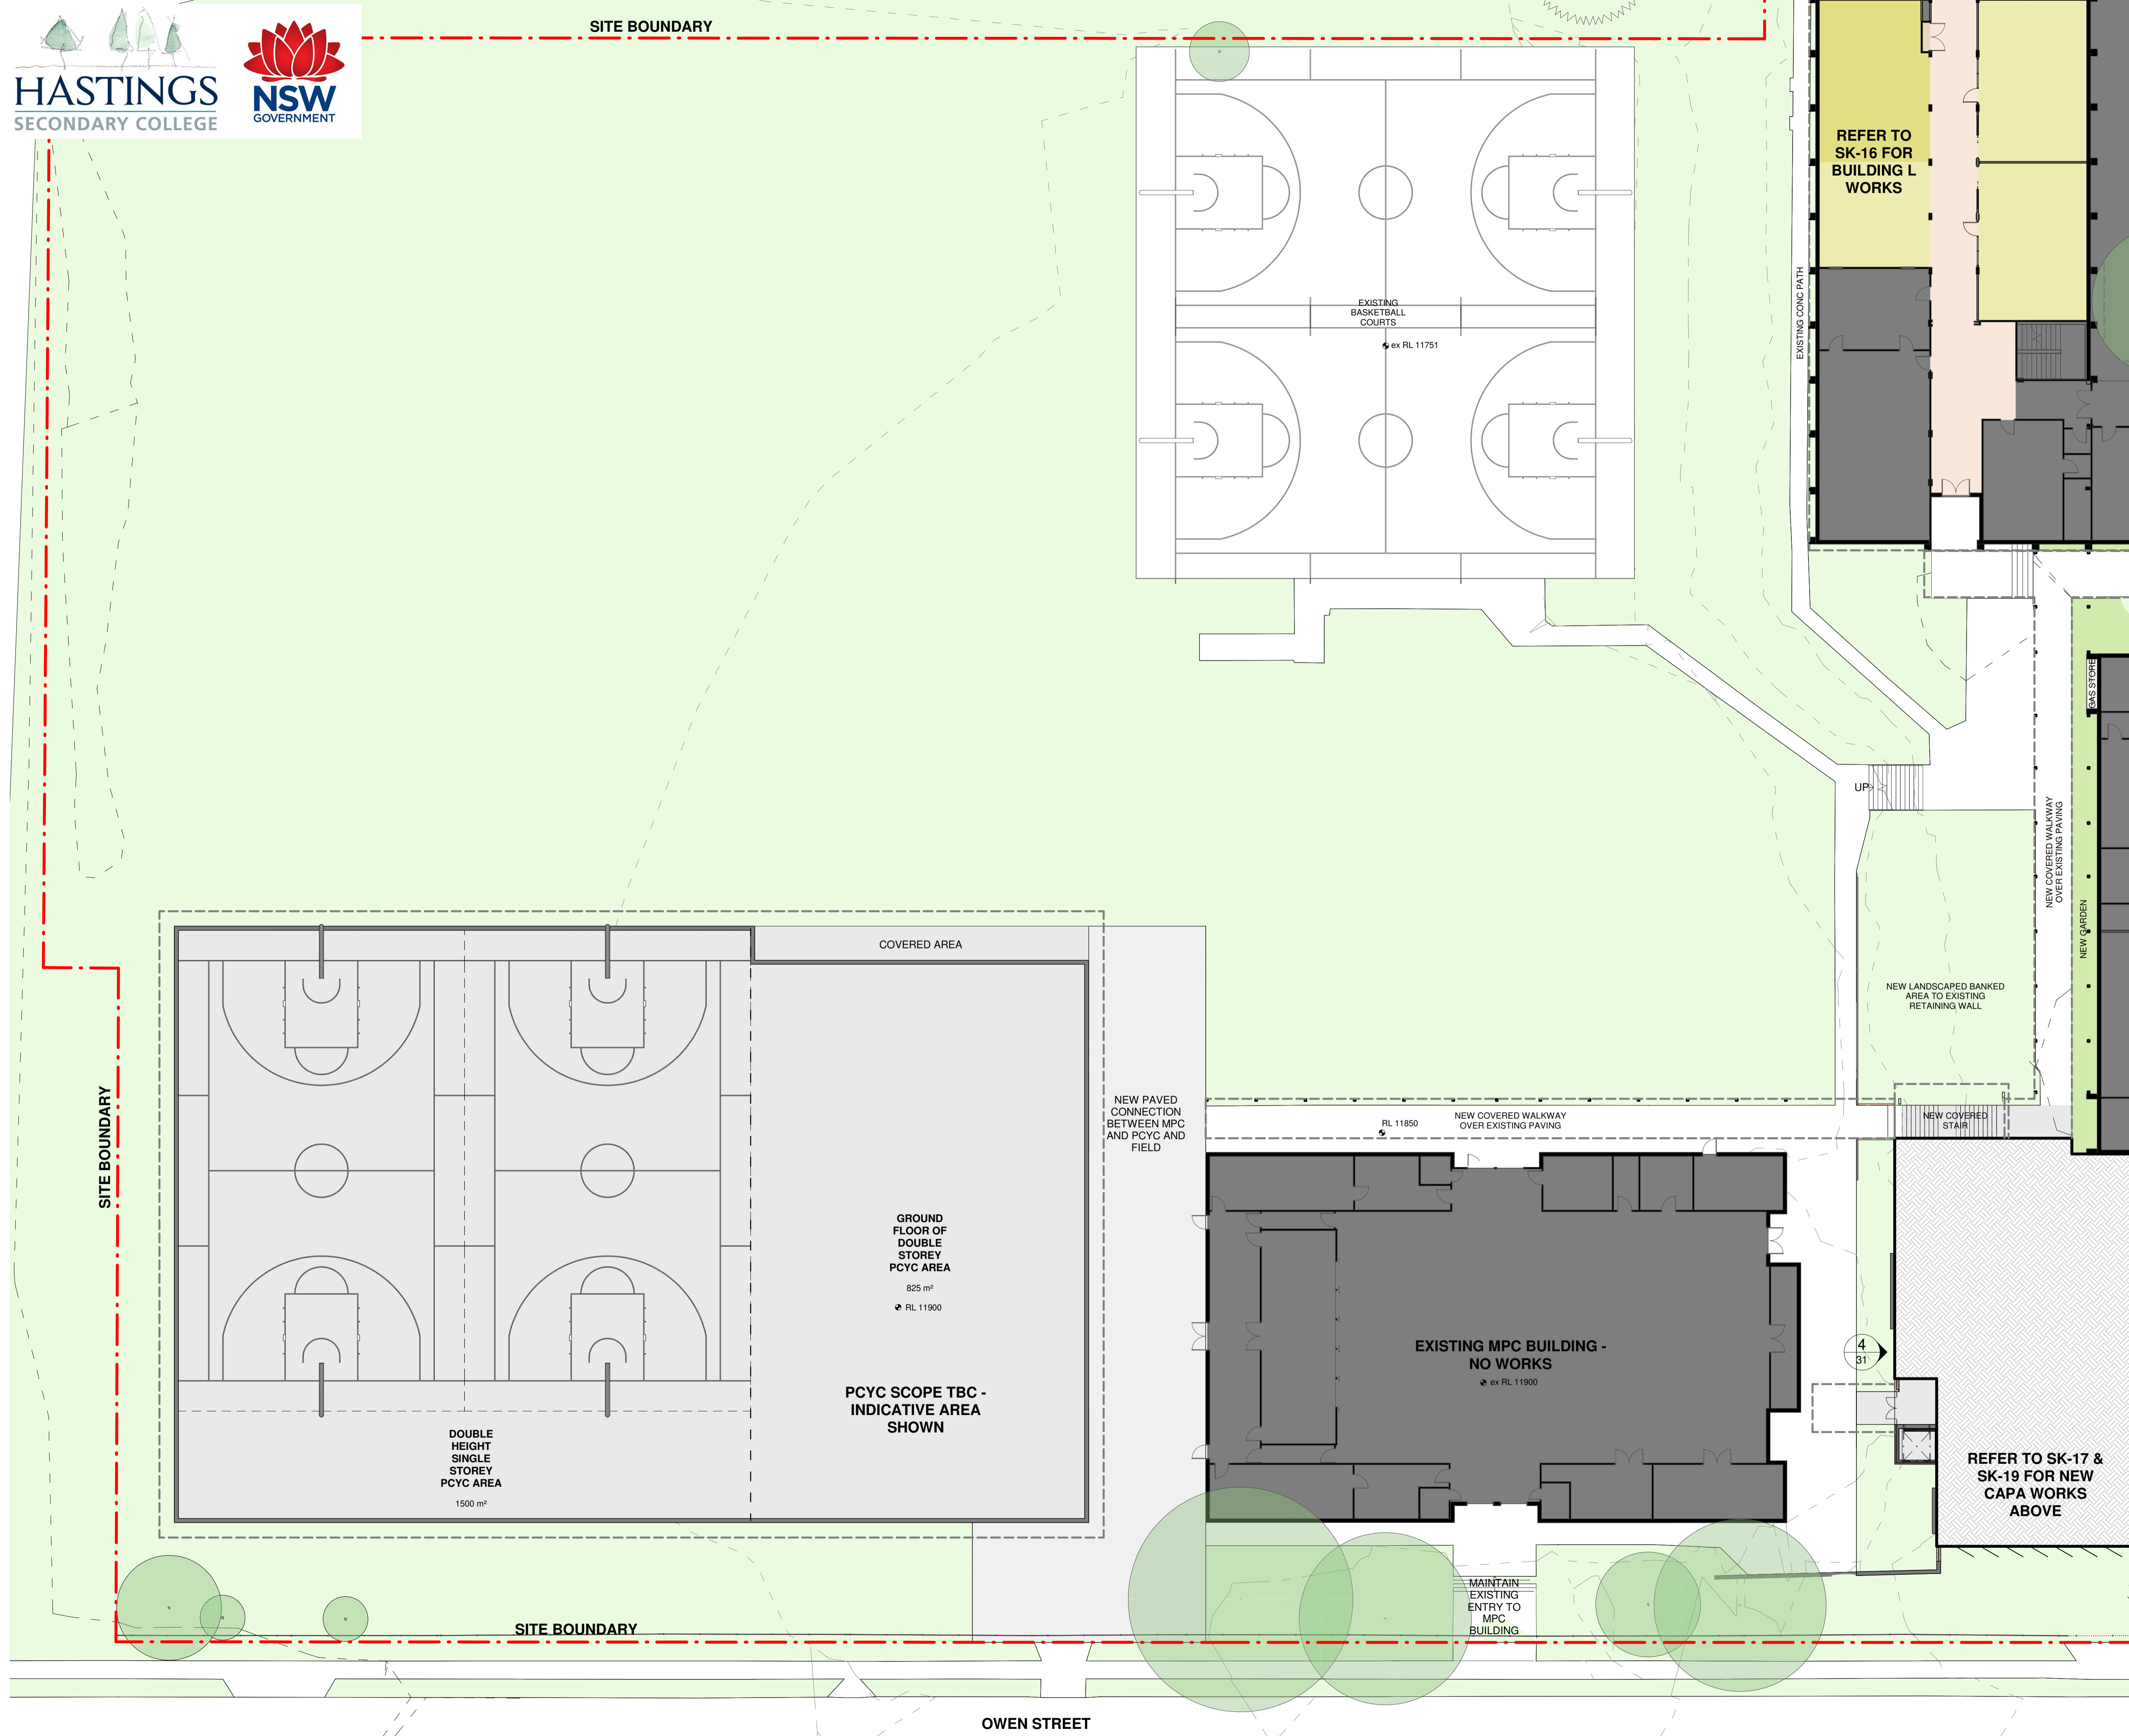 SITE BOUNDARY
HASTINGS
SECONDARY COLLEGE
NSW
GOVERNMENT
REFER TO
SK-16 FOR
BUILDING L
WORKS
EXISTING CONC PATH
EXISTING
BASKETBALL
COURTS
ex RL 11751
GAS STORE
UP
NEW COVERED WALKWAY
OVER EXISTING PAVING
NEW GARDEN
COVERED AREA
NEW LANDSCAPED BANKED
AREA TO EXISTING
RETAINING WALL
SITE BOUNDARY
NEW PAVED
CONNECTION
BETWEEN MPC
AND PCYC AND
FIELD
RL 11850
NEW COVERED WALKWAY
OVER EXISTING PAVING
NEW COVERED
STAIR
GROUND
FLOOR OF
DOUBLE
STOREY
PCYC AREA
825 m²
RL 11900
EXISTING MPC BUILDING -
NO WORKS
ex RL 11900
4
31
PCYC SCOPE TBC -
INDICATIVE AREA
SHOWN
DOUBLE
HEIGHT
SINGLE
STOREY
PCYC AREA
1500 m²
REFER TO SK-17 &
SK-19 FOR NEW
CAPA WORKS
ABOVE
MAINTAIN
EXISTING
ENTRY TO
MPC
BUILDING
SITE BOUNDARY
OWEN STREET